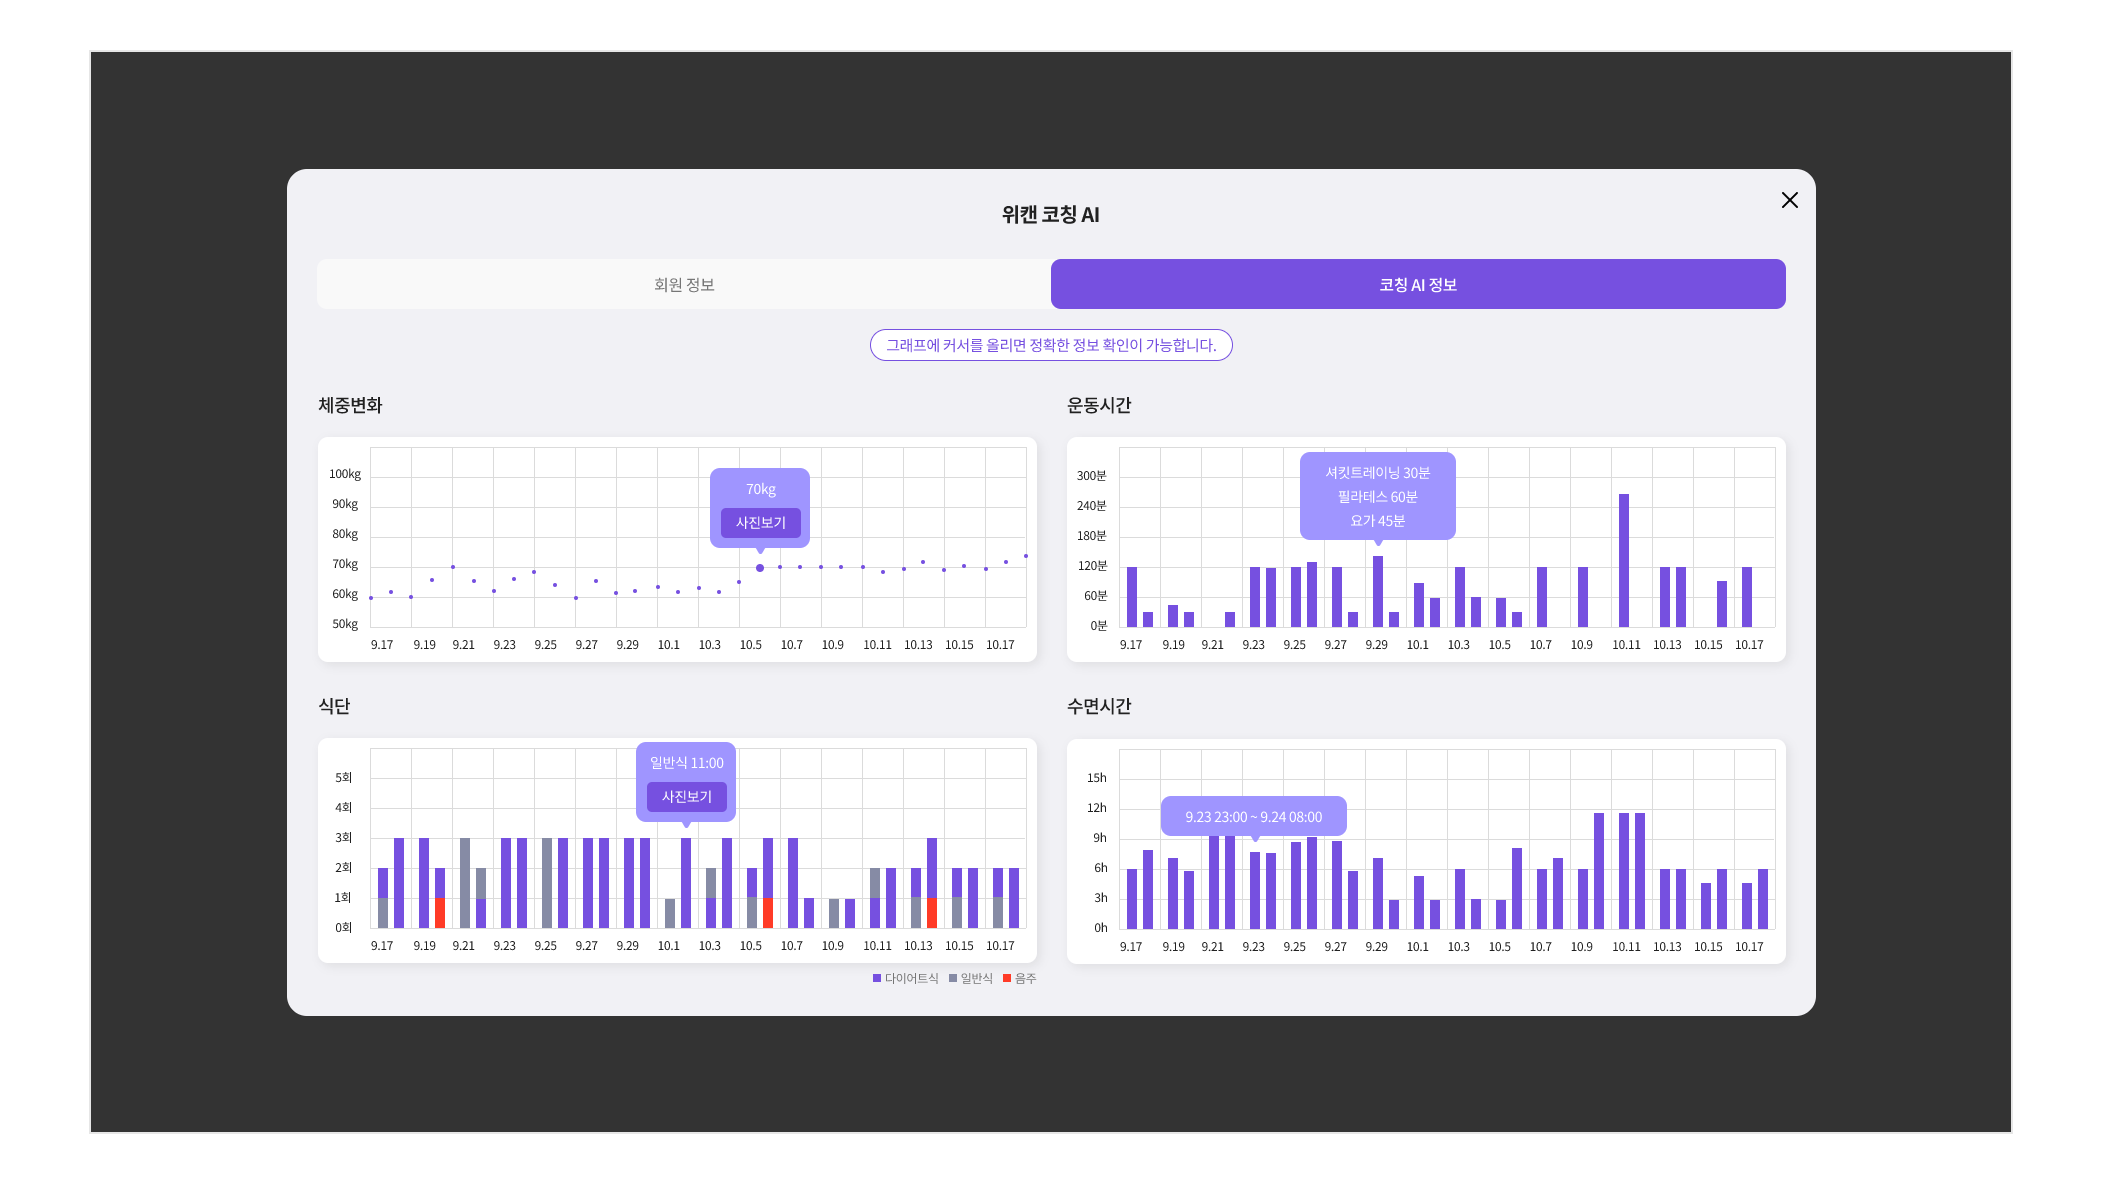 위캔 코칭 AI
회원 정보
코칭 AI 정보
그래프에 커서를 올리면 정확한 정보 확인이 가능합니다.
체중변화
100kg
90kg
80kg
70kg
60kg
50kg
70kg
사진보기
9.17 9.19 9.21 9.23 9.25 9.27 9.29 10.1 10.3 10.5 10.7 10.9 10.11 10.13 10.15 10.17
운동시간
300분
240분
180분
120분
60분
0분
셔킷트레이닝 30분
필라테스 60분
요가 45분
9.17 9.19 9.21 9.23 9.25 9.27 9.29 10.1 10.3 10.5 10.7 10.9 10.11 10.13 10.15 10.17
식단
5회
4회
3회
2회
1회
0회
일반식 11:00
사진보기
9.17 9.19 9.21 9.23 9.25 9.27 9.29 10.1 10.3 10.5 10.7 10.9 10.11 10.13 10.15 10.17
다이어트식 일반식 음주
수면시간
15h
12h
9h
6h
3h
0h
9.23 23:00 ~ 9.24 08:00
9.17 9.19 9.21 9.23 9.25 9.27 9.29 10.1 10.3 10.5 10.7 10.9 10.11 10.13 10.15 10.17